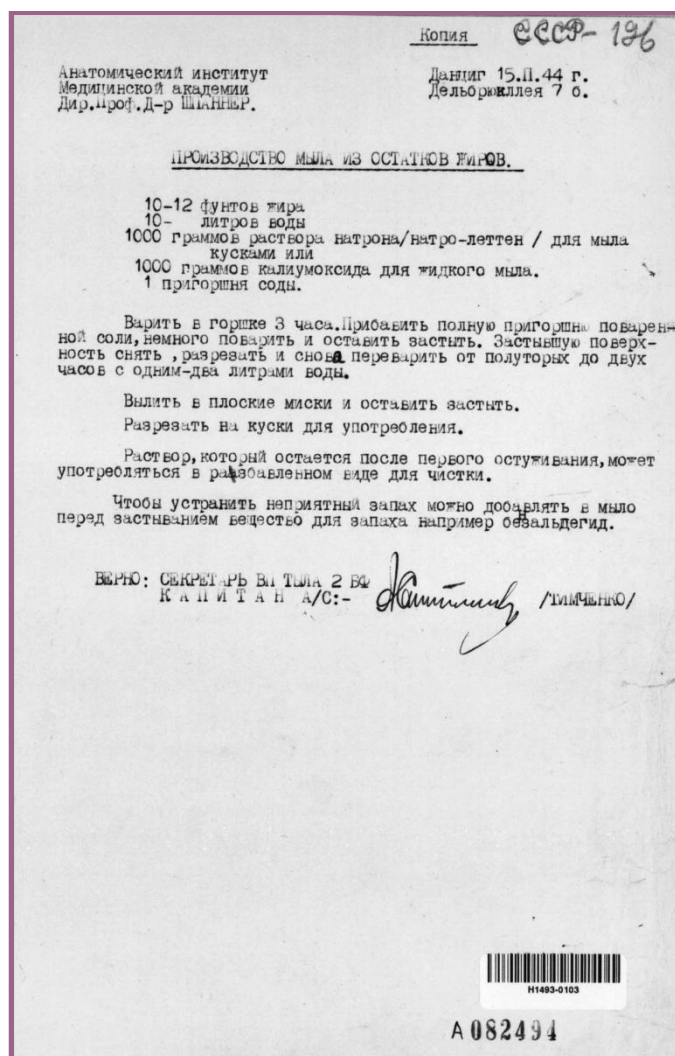 Копия СССР-196
Анатомический институт
Медицинской академии
Дир.Проф.Д-р ШПАННЕР.
Данциг 15.II.44 г.
Дельбрюкллея 7 б.
ПРОИЗВОДСТВО МЫЛА ИЗ ОСТАТКОВ ЖИРОВ.
10-12 фунтов жира
10- литров воды
1000 граммов раствора натрона/натро-леттен / для мыла
кусками или
1000 граммов калиумоксида для жидкого мыла.
1 пригоршня соды.
Варить в горшке 3 часа.Прибавить полную пригоршню поварен-
ной соли,немного поварить и оставить застыть. Застывшую поверх-
ность снять ,разрезать и снова переварить от полуторых до двух
часов с одним-два литрами воды.
Вылить в плоские миски и оставить застыть.
Разрезать на куски для употребления.
Раствор,который остается после первого остуживания,может
употребляться в разбавленном виде для чистки.
Чтобы устранить неприятный запах можно добавлять в мыло
перед застыванием вещество для запаха например бензальдегид.
ВЕРНО: СЕКРЕТАРЬ ВП ТЫЛА 2 БФ
КАПИТАН А/С:- /ТИМЧЕНКО/
H1493-0103
A 082494